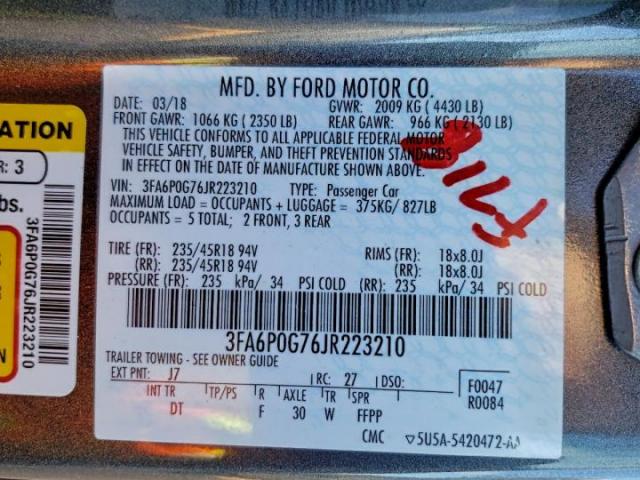 MFD. BY FORD MOTOR CO.
DATE: 03/18 GVWR: 2009 KG ( 4430 LB)
FRONT GAWR: 1066 KG ( 2350 LB) REAR GAWR: 966 KG ( 2130 LB)
THIS VEHICLE CONFORMS TO ALL APPLICABLE FEDERAL MOTOR
VEHICLE SAFETY, BUMPER, AND THEFT PREVENTION STANDARDS
IN EFFECT ON THE DATE OF MANUFACTURE SHOWN ABOVE.
VIN: 3FA6P0G76JR223210 TYPE: Passenger Car
MAXIMUM LOAD = OCCUPANTS + LUGGAGE = 375KG/ 827LB
OCCUPANTS = 5 TOTAL; 2 FRONT, 3 REAR
TIRE (FR): 235/45R18 94V RIMS (FR): 18x8.0J
(RR): 235/45R18 94V (RR): 18x8.0J
PRESSURE (FR): 235 kPa/ 34 PSI COLD (RR): 235 kPa/ 34 PSI COLD
3FA6P0G76JR223210
TRAILER TOWING - SEE OWNER GUIDE
EXT PNT: J7 RC: 27 DSO: F0047
R0084
INT TR TP/PS R AXLE TR SPR
DT F 30 W FFPP
CMC 5U5A-5420472-AA
ATION
R: 3
bs.
3FA6P0G76JR223210